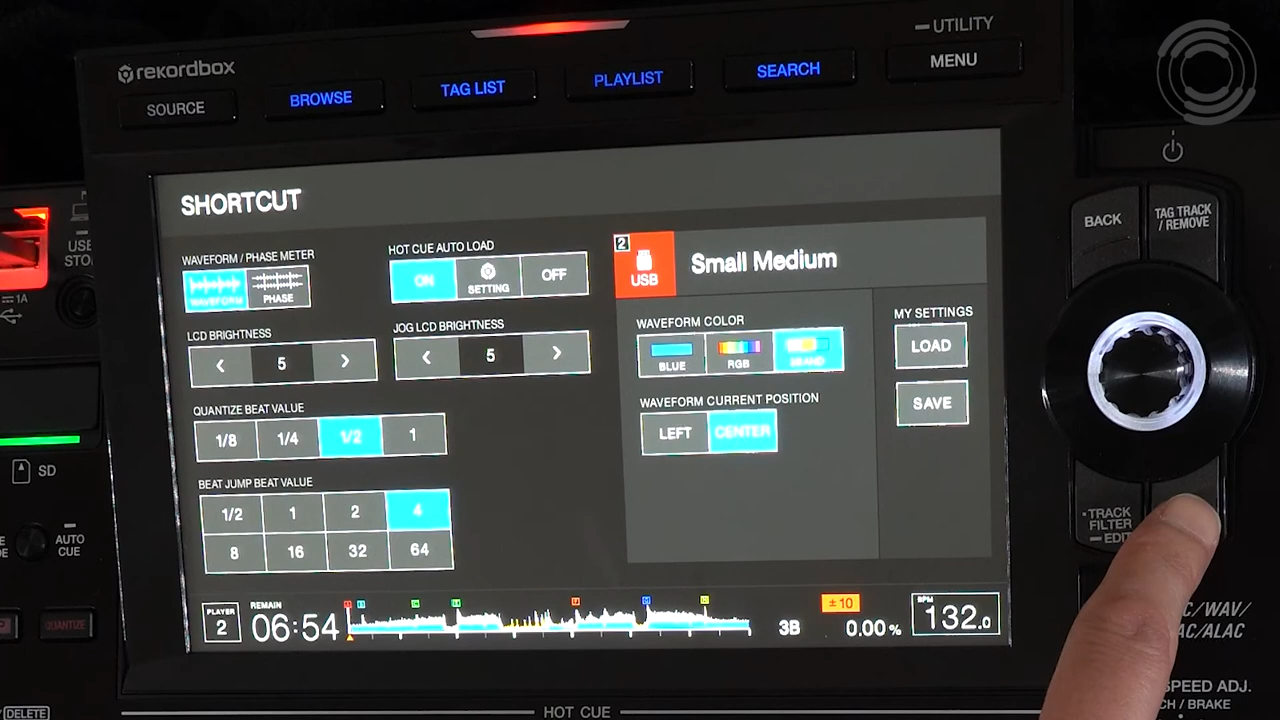 rekordbox
UTILITY
SOURCE
BROWSE
TAG LIST
PLAYLIST
SEARCH
MENU
SHORTCUT
WAVEFORM / PHASE METER
WAVEFORM
PHASE
HOT CUE AUTO LOAD
ON
SETTING
OFF
LCD BRIGHTNESS
< 5 >
JOG LCD BRIGHTNESS
< 5 >
QUANTIZE BEAT VALUE
1/8 1/4 1/2 1
BEAT JUMP BEAT VALUE
1/2 1 2 4
8 16 32 64
2
USB
Small Medium
WAVEFORM COLOR
BLUE RGB
WAVEFORM CURRENT POSITION
LEFT CENTER
MY SETTINGS
LOAD
SAVE
PLAYER
2
REMAIN
06:54
3B
±10
0.00 %
BPM
132.0
BACK
TAG TRACK
/ REMOVE
TRACK
FILTER
EDIT
1A
SD
AUTO
CUE
QUANTIZE
DELETE
HOT CUE
SPEED ADJ.
/ BRAKE